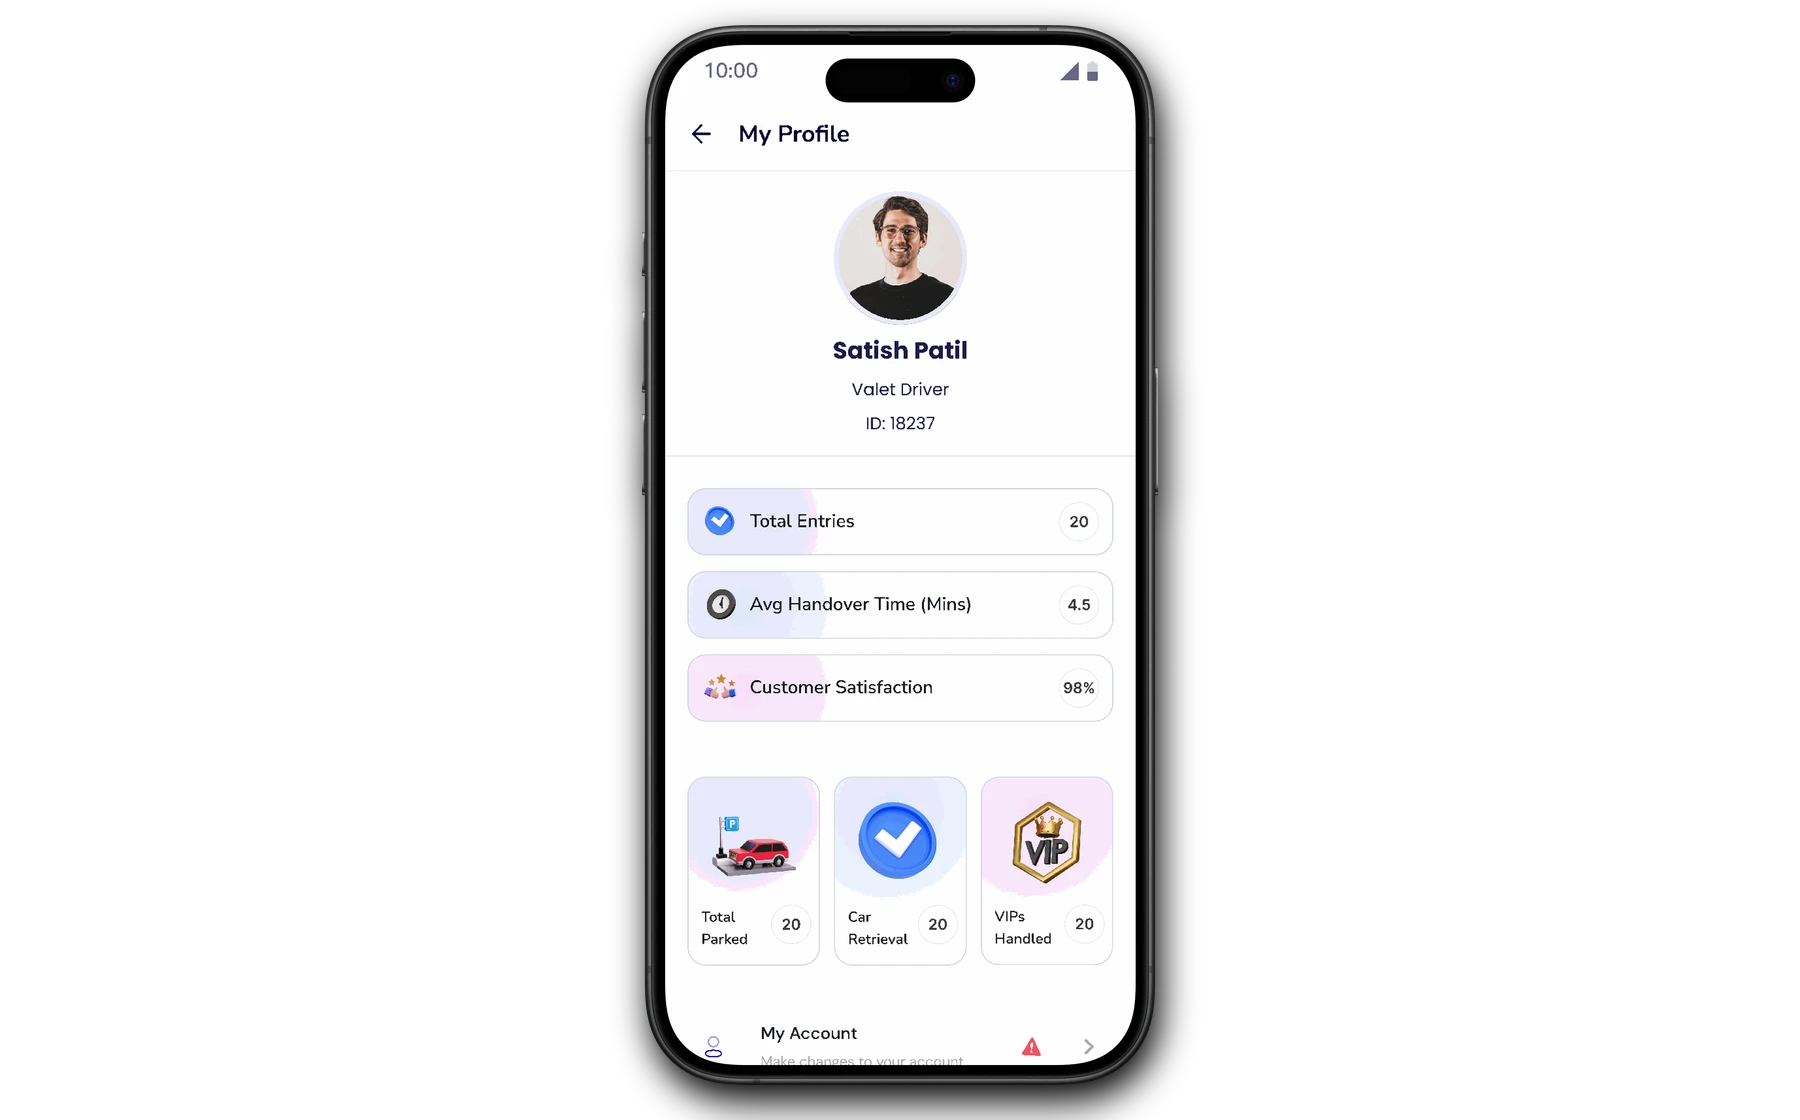 10:00
My Profile
Satish Patil
Valet Driver
ID: 18237
Total Entries
20
Avg Handover Time (Mins)
4.5
Customer Satisfaction
98%
P
VIP
Total
Parked
20
Car
Retrieval
20
VIPs
Handled
20
My Account
Make changes to your account